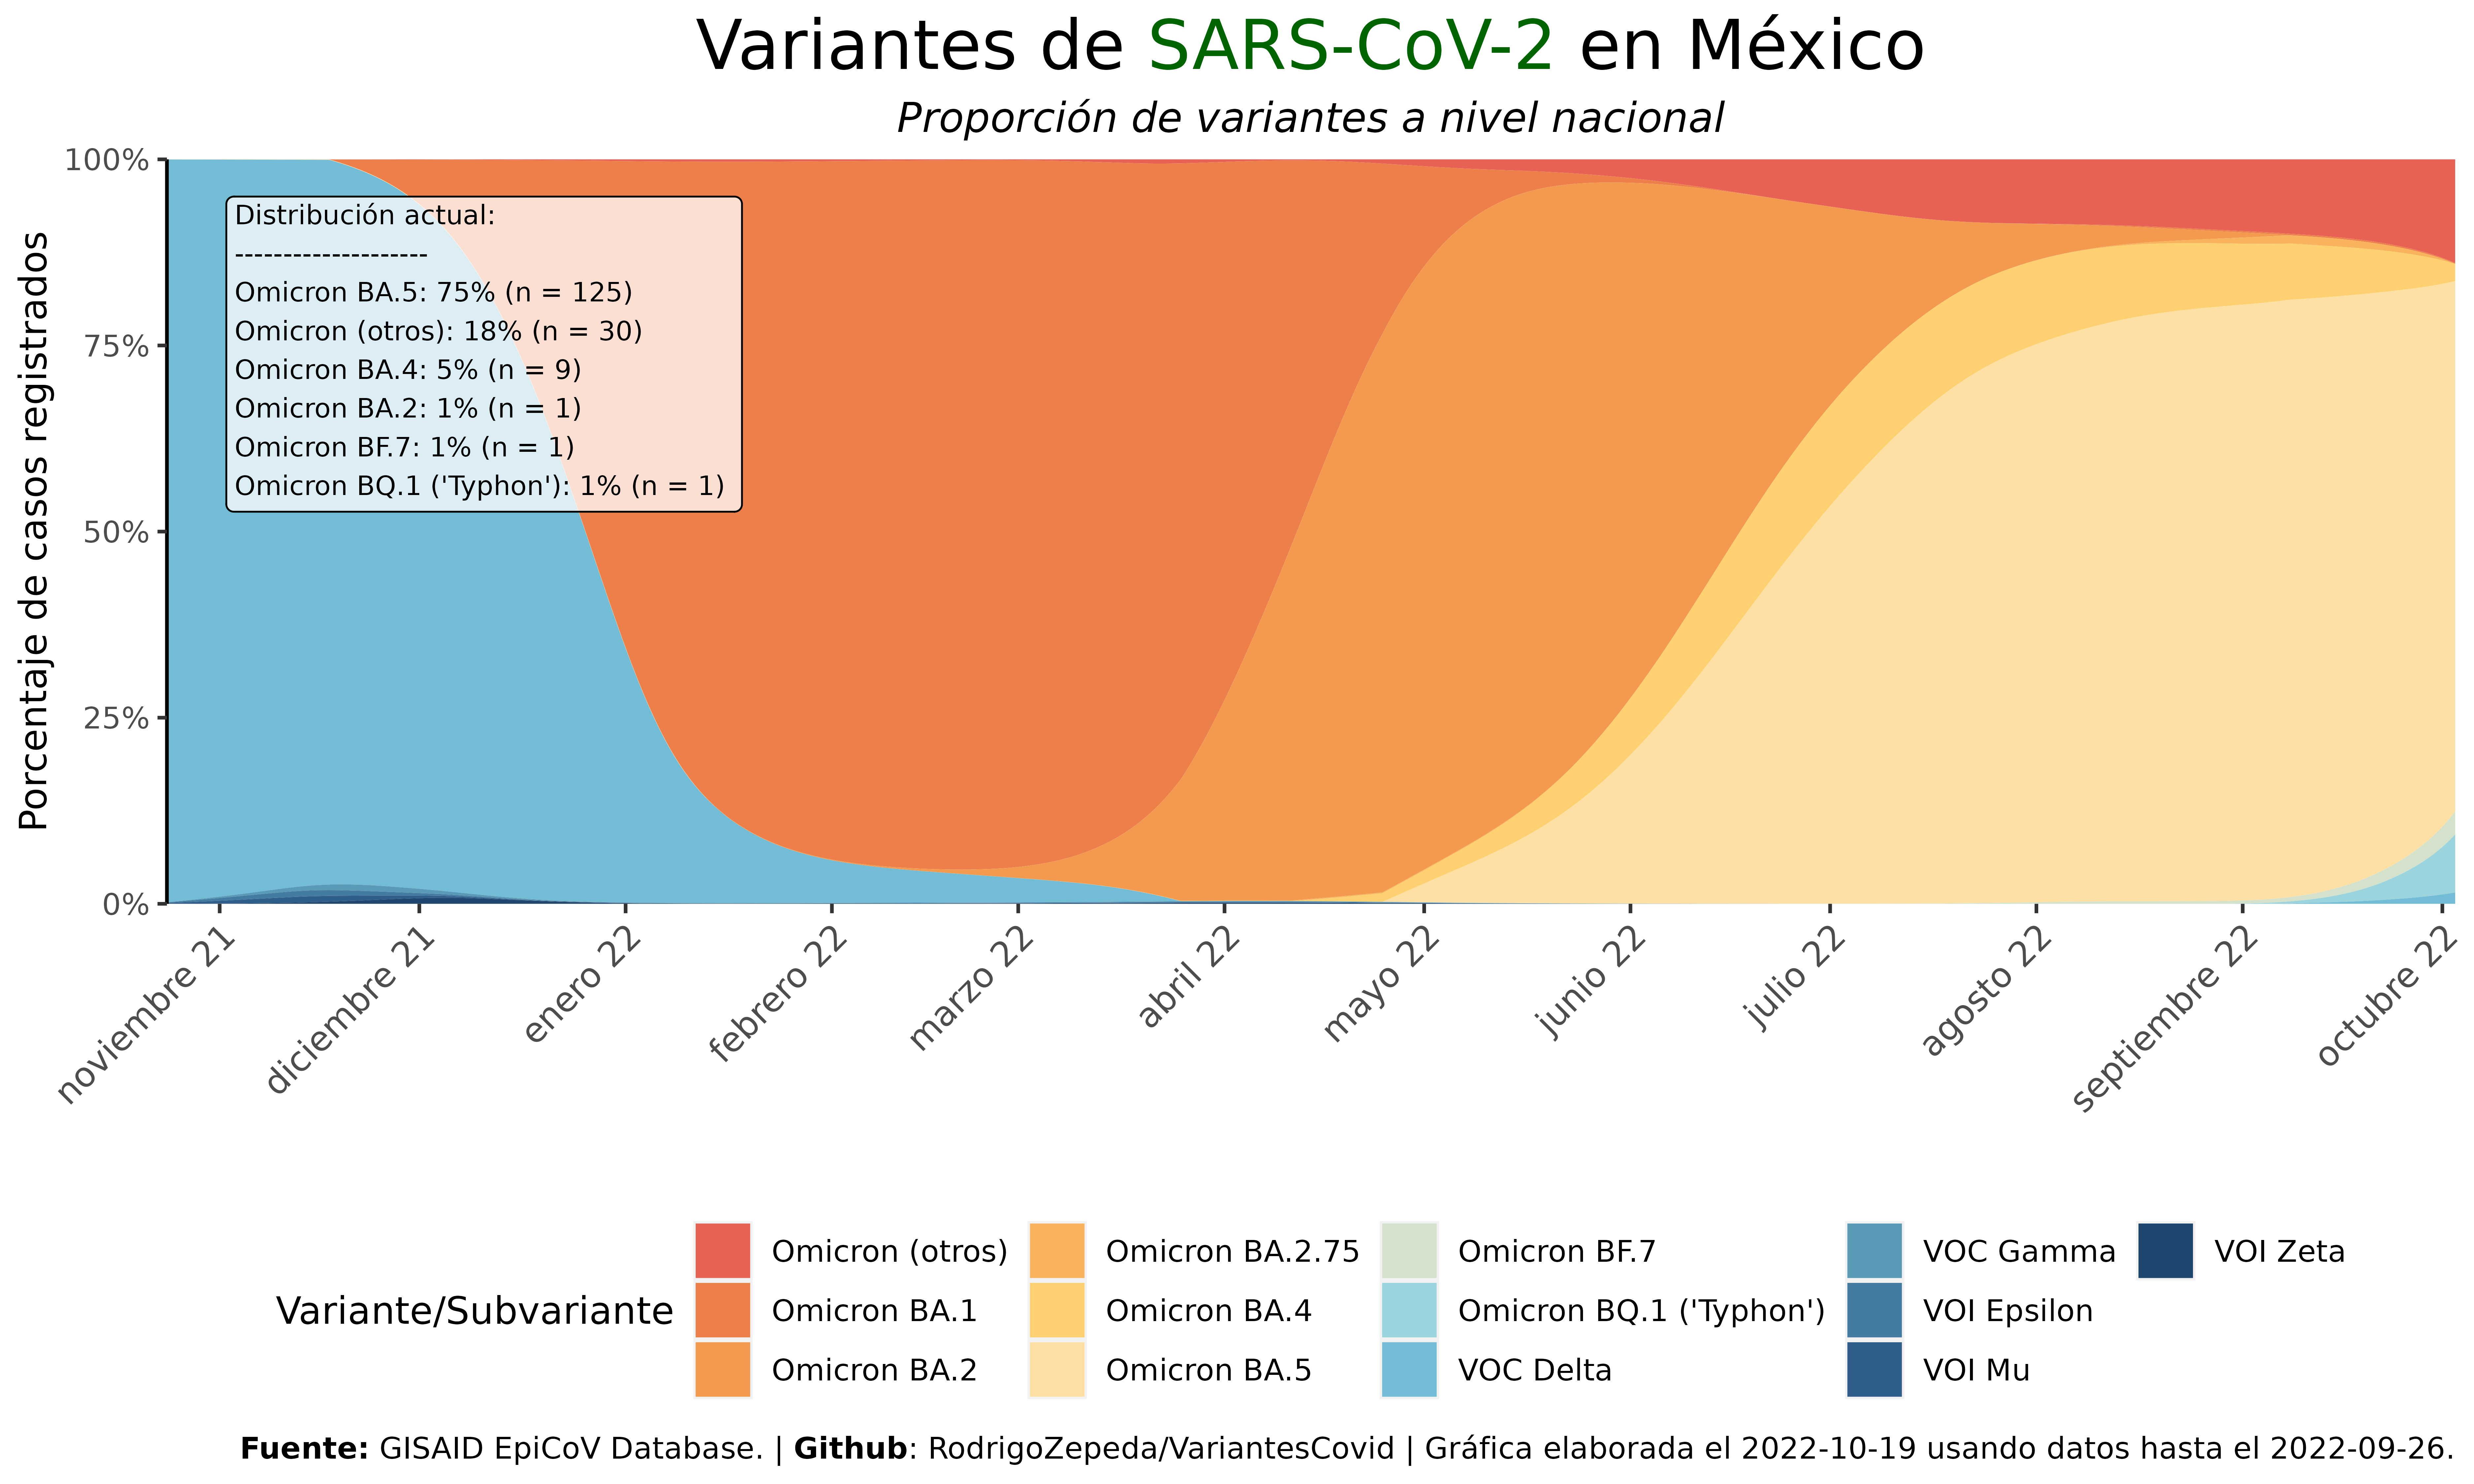 Variantes de SARS-CoV-2 en México
Proporción de variantes a nivel nacional
Porcentaje de casos registrados
100%
75%
50%
25%
0%
Distribución actual:
--------------------
Omicron BA.5: 75% (n = 125)
Omicron (otros): 18% (n = 30)
Omicron BA.4: 5% (n = 9)
Omicron BA.2: 1% (n = 1)
Omicron BF.7: 1% (n = 1)
Omicron BQ.1 ('Typhon'): 1% (n = 1)
noviembre 21
diciembre 21
enero 22
febrero 22
marzo 22
abril 22
mayo 22
junio 22
julio 22
agosto 22
septiembre 22
octubre 22
Variante/Subvariante
Omicron (otros)
Omicron BA.1
Omicron BA.2
Omicron BA.2.75
Omicron BA.4
Omicron BA.5
Omicron BF.7
Omicron BQ.1 ('Typhon')
VOC Delta
VOC Gamma
VOI Epsilon
VOI Mu
VOI Zeta
Fuente: GISAID EpiCoV Database. | Github: RodrigoZepeda/VariantesCovid | Gráfica elaborada el 2022-10-19 usando datos hasta el 2022-09-26.